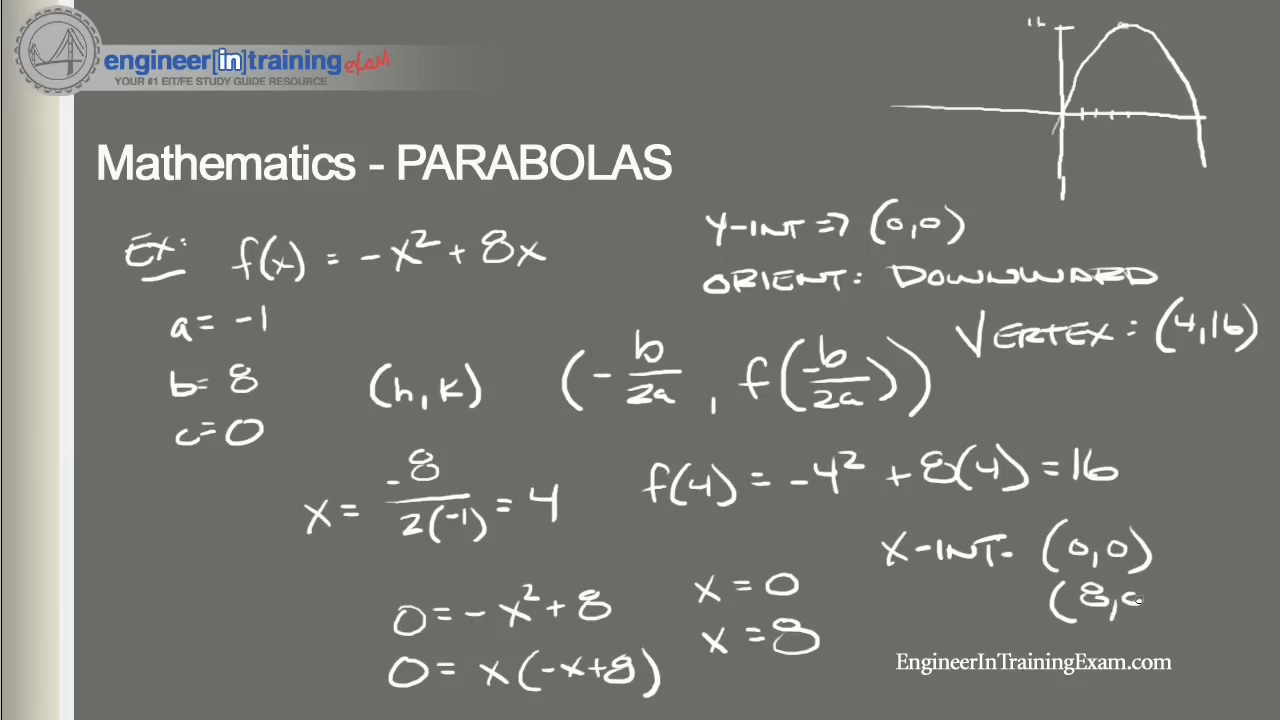 16
engineer[in]training exam
YOUR #1 EIT/FE STUDY GUIDE RESOURCE
Mathematics - PARABOLAS
Ex: f(x) = -x² + 8x
Y-INT => (0,0)
ORIENT: DOWNWARD
VERTEX: (4,16)
a = -1
b= 8
c=0
(h,k) (-b/2a, f(-b/2a))
x = -8/2(-1) = 4
f(4) = -4² + 8(4) = 16
X-INT- (0,0)
(8,
0 = -x² + 8
x = 0
0 = x(-x+8)
x = 8
EngineerInTrainingExam.com